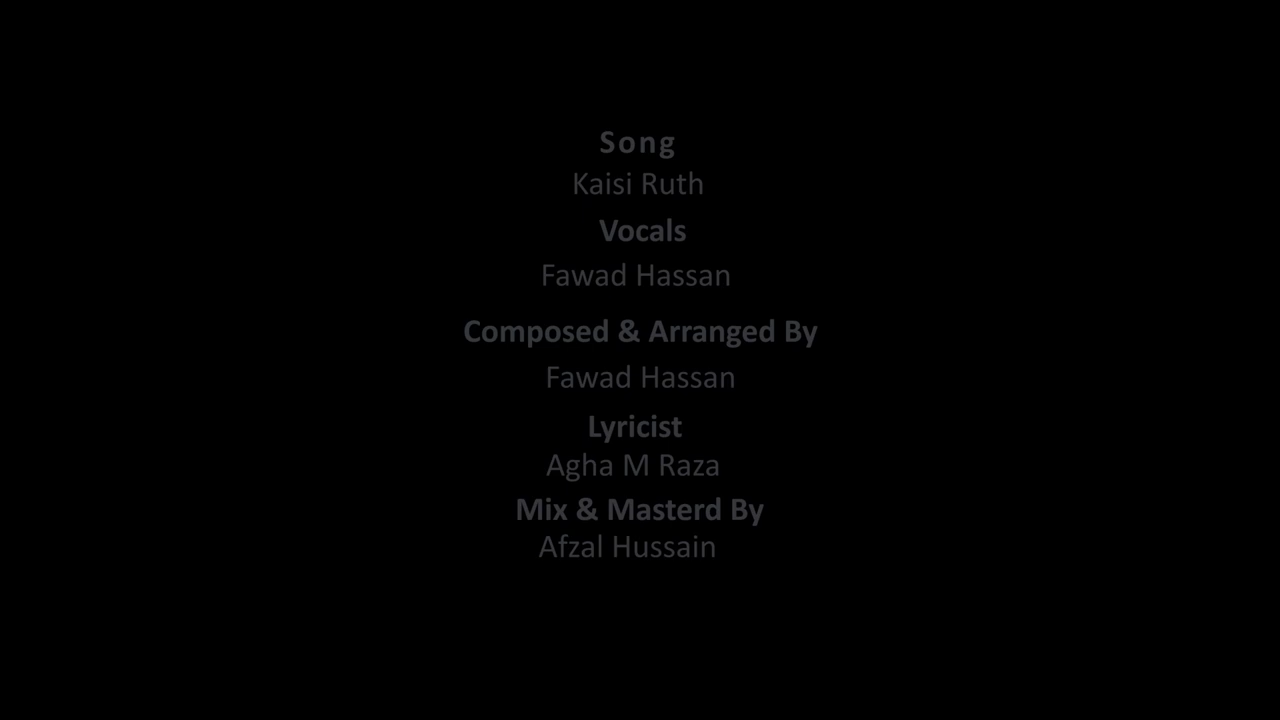 Song
Kaisi Ruth
Vocals
Fawad Hassan
Composed & Arranged By
Fawad Hassan
Lyricist
Agha M Raza
Mix & Masterd By
Afzal Hussain